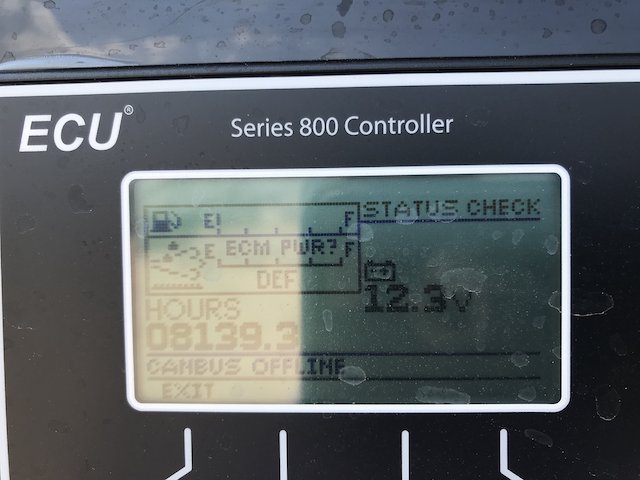 ECU®
Series 800 Controller
STATUS CHECK
E F
E ECM PWR? F
DEF
12.3V
HOURS
08139.3
CANBUS OFFLINE
EXIT